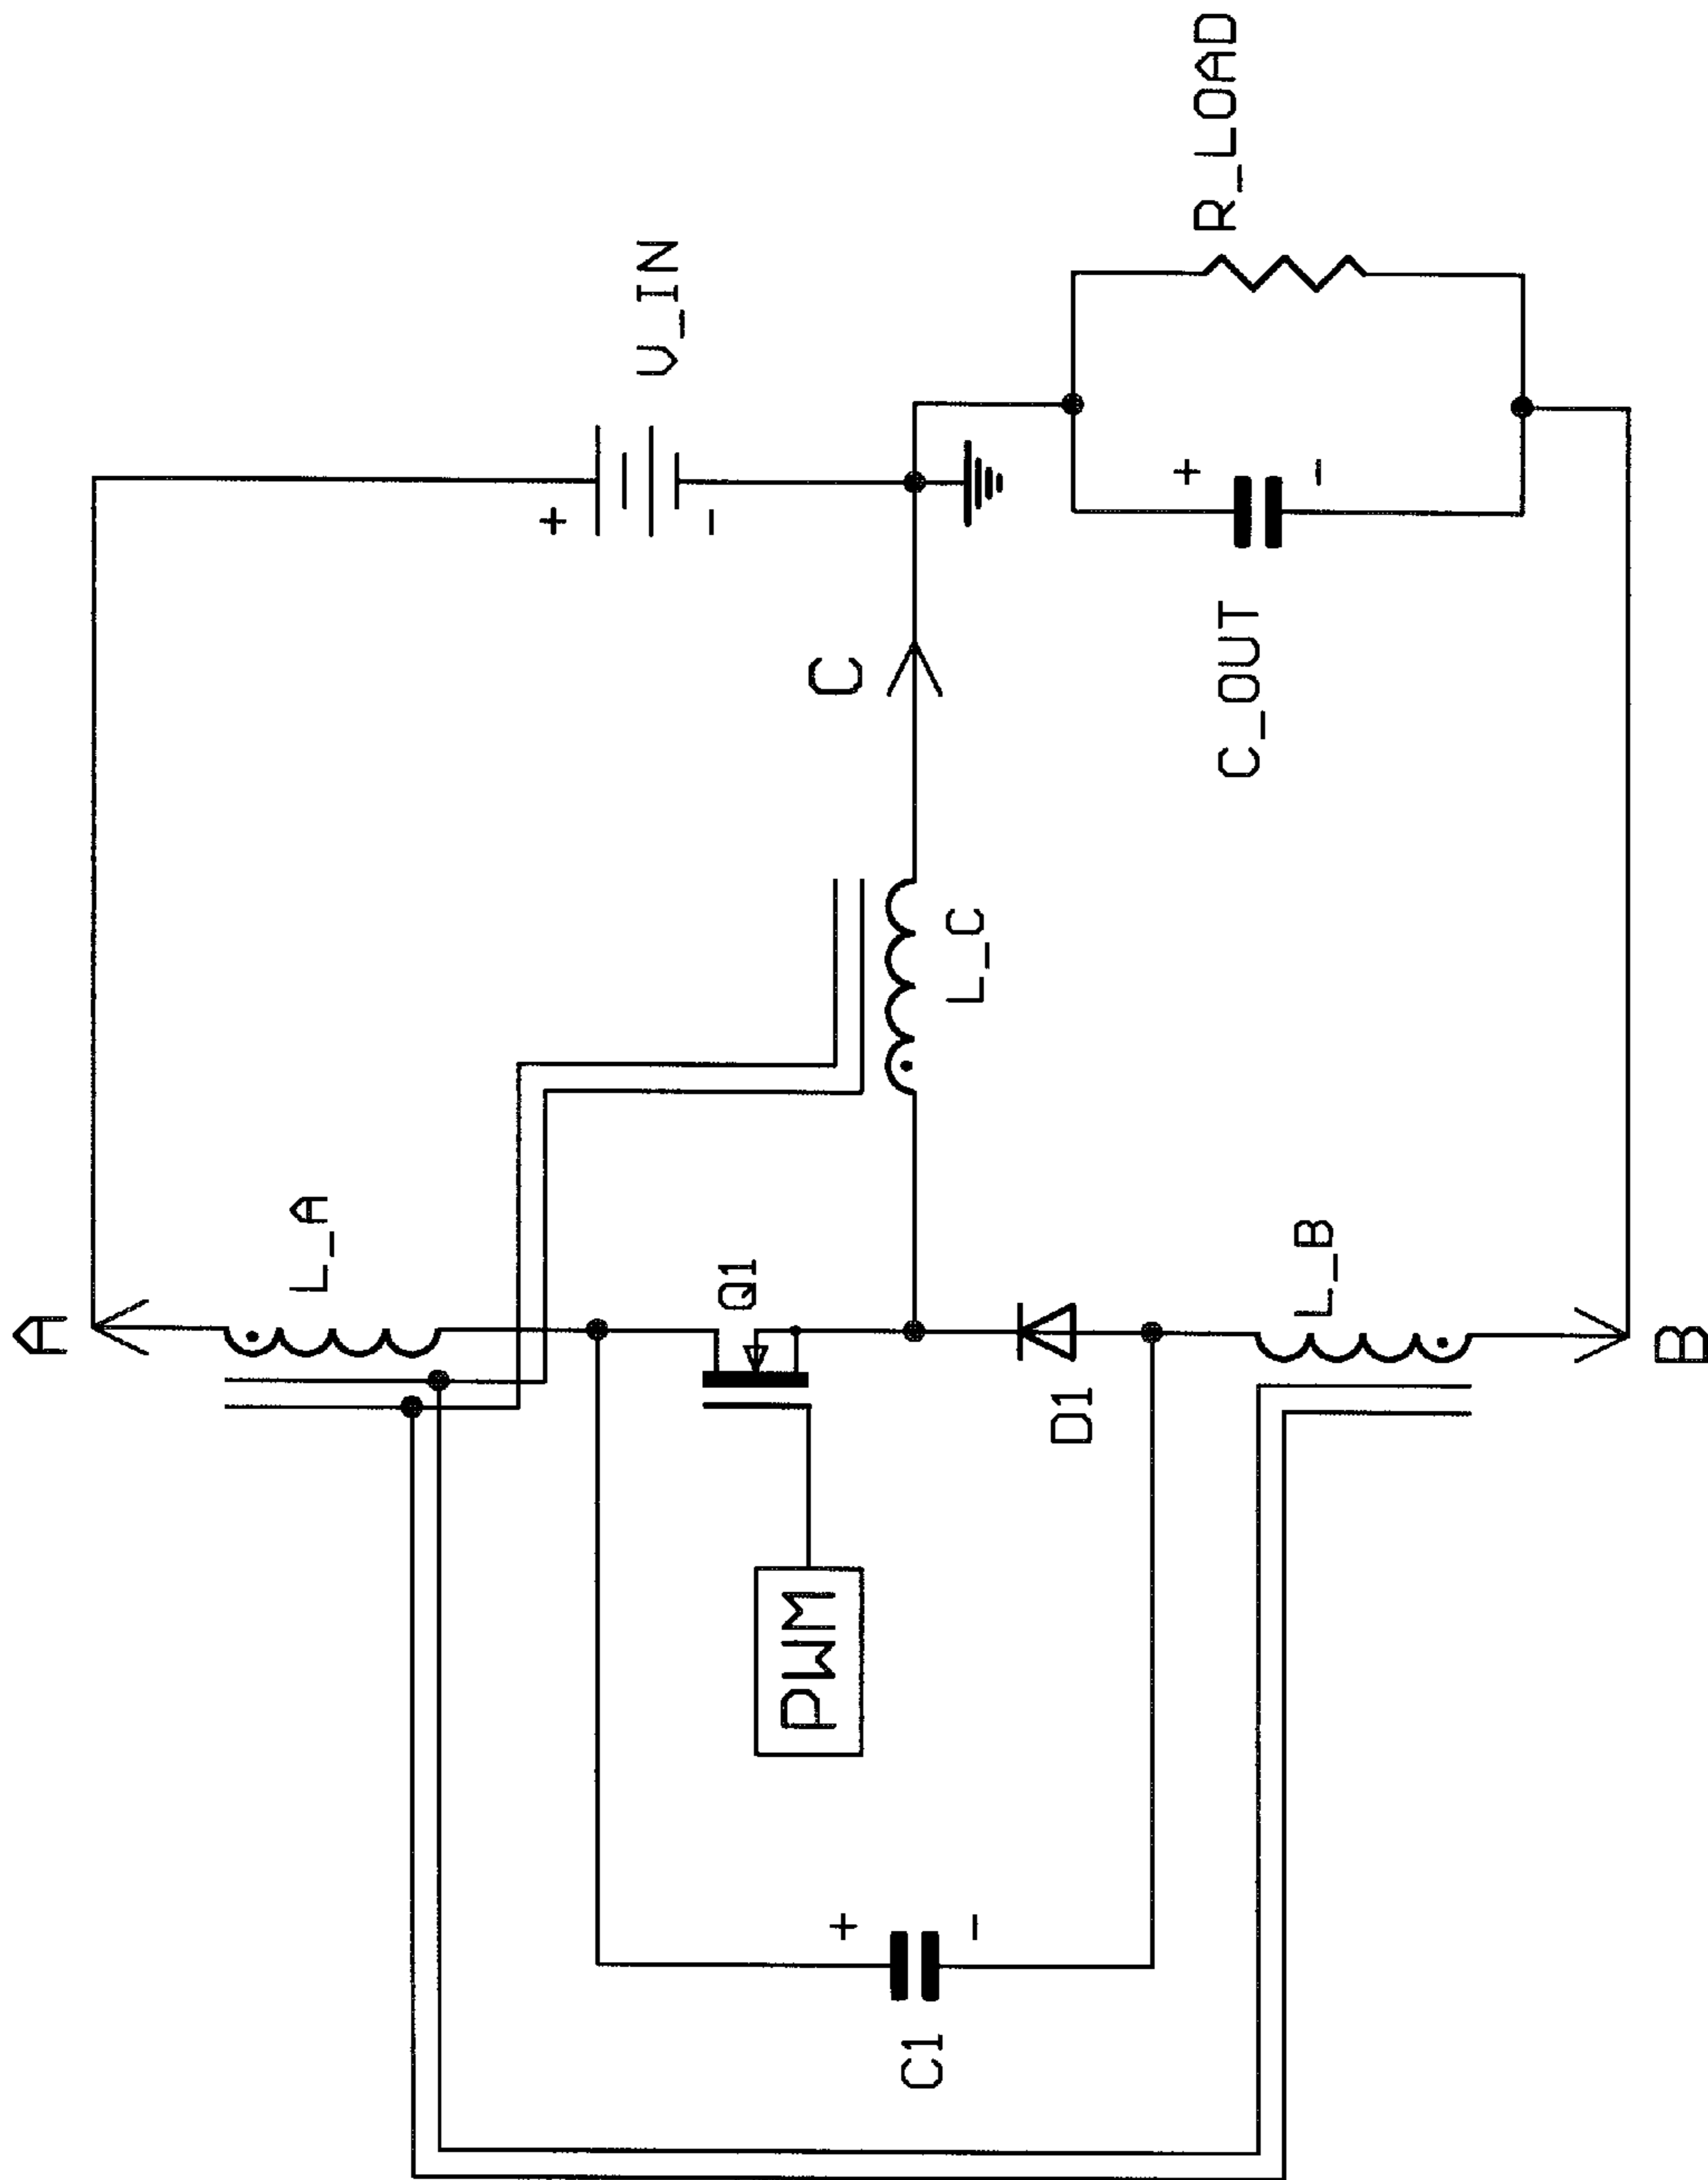 A
L_A
V_IN
+
-
Q1
C
L_C
R_LOAD
PWM
D1
+
-
C_OUT
C1
+
-
L_B
B